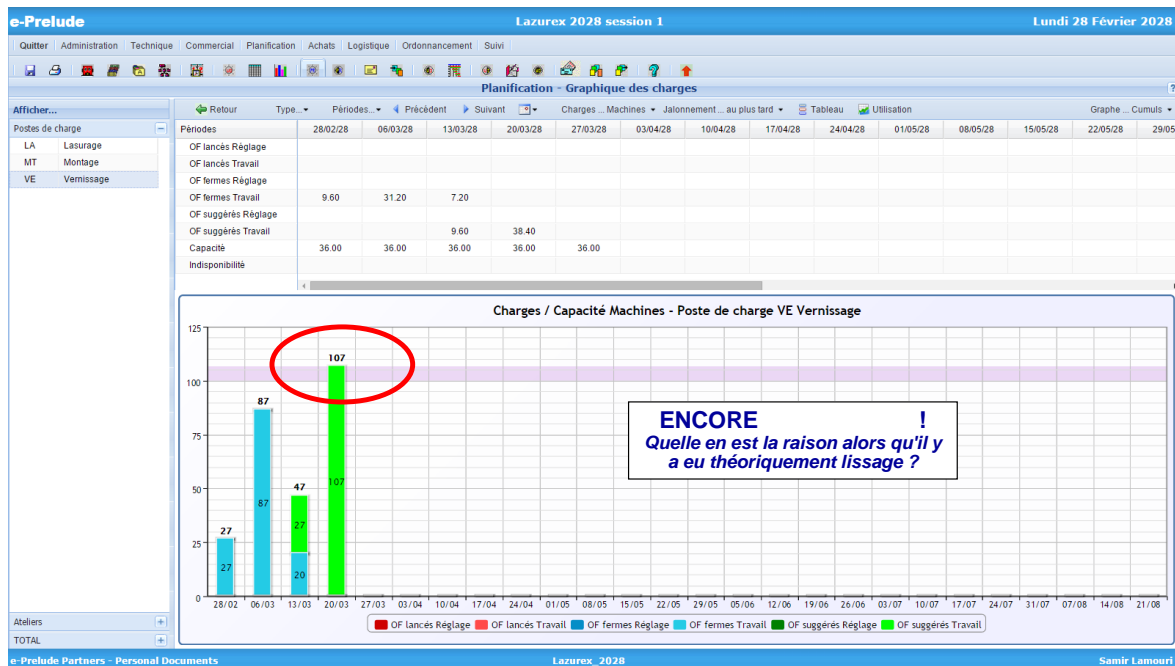 e-Prelude Lazurex 2028 session 1 Lundi 28 Février 2028
Quitter Administration Technique Commercial Planification Achats Logistique Ordonnancement Suivi
Planification - Graphique des charges ?
Afficher... Retour Type... Périodes... Précédent Suivant Charges ... Machines Jalonnement ... au plus tard Tableau Utilisation Graphe ... Cumuls
Postes de charge Périodes 28/02/28 06/03/28 13/03/28 20/03/28 27/03/28 03/04/28 10/04/28 17/04/28 24/04/28 01/05/28 08/05/28 15/05/28 22/05/28 29/05
LA Lasurage OF lancés Réglage
MT Montage OF lancés Travail
VE Vernissage OF fermes Réglage
OF fermes Travail 9.60 31.20 7.20
OF suggérés Réglage
OF suggérés Travail 9.60 38.40
Capacité 36.00 36.00 36.00 36.00 36.00
Indisponibilité
Charges / Capacité Machines - Poste de charge VE Vernissage
125
107
100
87
ENCORE !
Quelle en est la raison alors qu'il y
a eu théoriquement lissage ?
75
47
107
50
87
27
27
25
27
20
0
28/02 06/03 13/03 20/03 27/03 03/04 10/04 17/04 24/04 01/05 08/05 15/05 22/05 29/05 05/06 12/06 19/06 26/06 03/07 10/07 17/07 24/07 31/07 07/08 14/08 21/08
Ateliers OF lancés Réglage OF lancés Travail OF fermes Réglage OF fermes Travail OF suggérés Réglage OF suggérés Travail
TOTAL
e-Prelude Partners - Personal Documents Lazurex_2028 Samir Lamouri